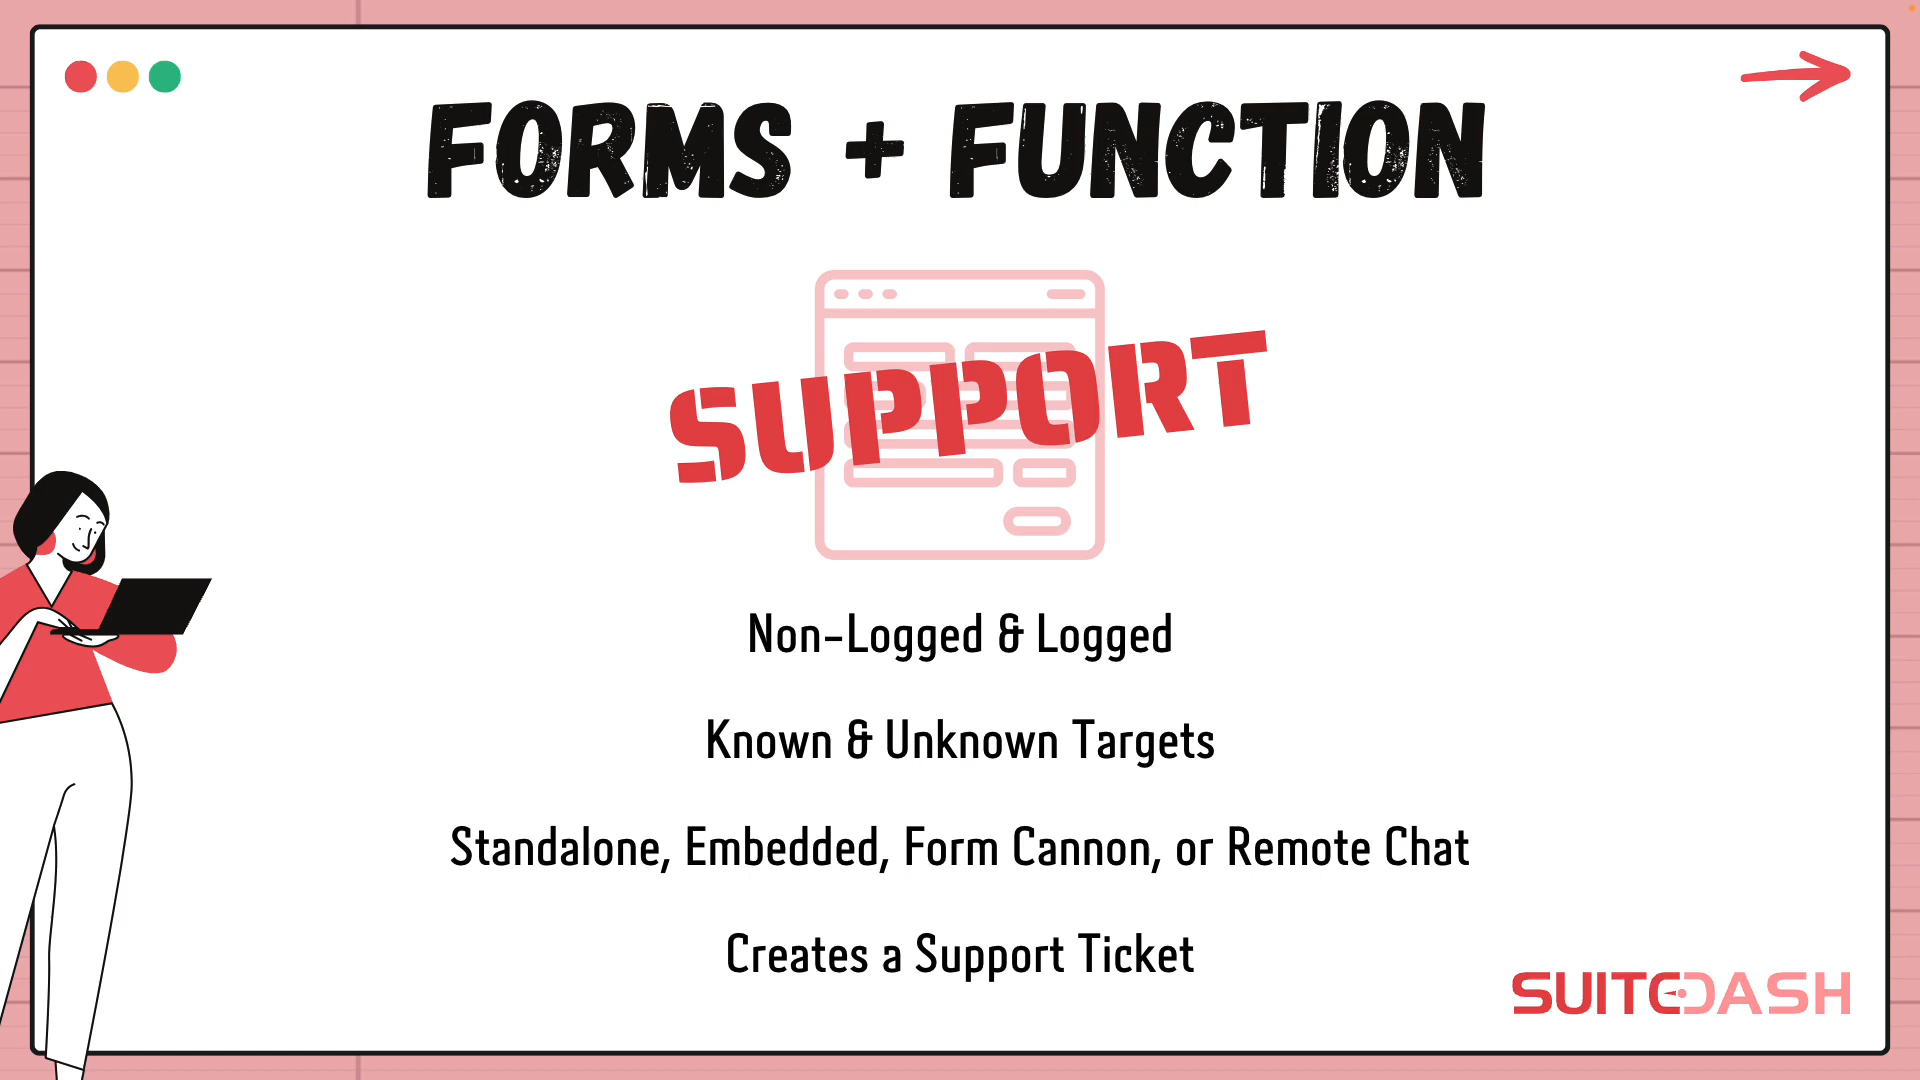 FORMS + FUNCTION
SUPPORT
Non-Logged & Logged
Known & Unknown Targets
Standalone, Embedded, Form Cannon, or Remote Chat
Creates a Support Ticket
SUITEDASH